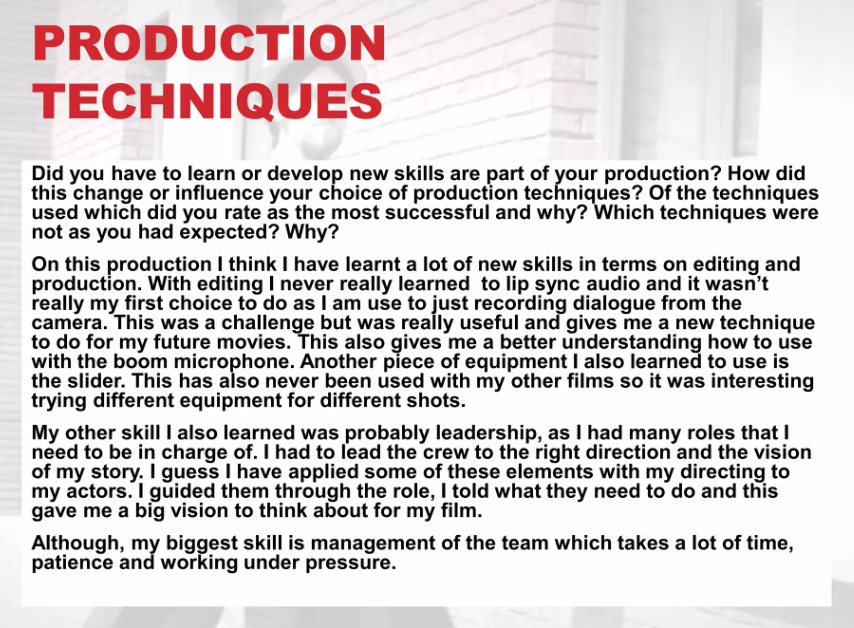 PRODUCTION
TECHNIQUES
Did you have to learn or develop new skills are part of your production? How did
this change or influence your choice of production techniques? Of the techniques
used which did you rate as the most successful and why? Which techniques were
not as you had expected? Why?
On this production I think I have learnt a lot of new skills in terms on editing and
production. With editing I never really learned  to lip sync audio and it wasn’t
really my first choice to do as I am use to just recording dialogue from the
camera. This was a challenge but was really useful and gives me a new technique
to do for my future movies. This also gives me a better understanding how to use
with the boom microphone. Another piece of equipment I also learned to use is
the slider. This has also never been used with my other films so it was interesting
trying different equipment for different shots.
My other skill I also learned was probably leadership, as I had many roles that I
need to be in charge of. I had to lead the crew to the right direction and the vision
of my story. I guess I have applied some of these elements with my directing to
my actors. I guided them through the role, I told what they need to do and this
gave me a big vision to think about for my film.
Although, my biggest skill is management of the team which takes a lot of time,
patience and working under pressure.